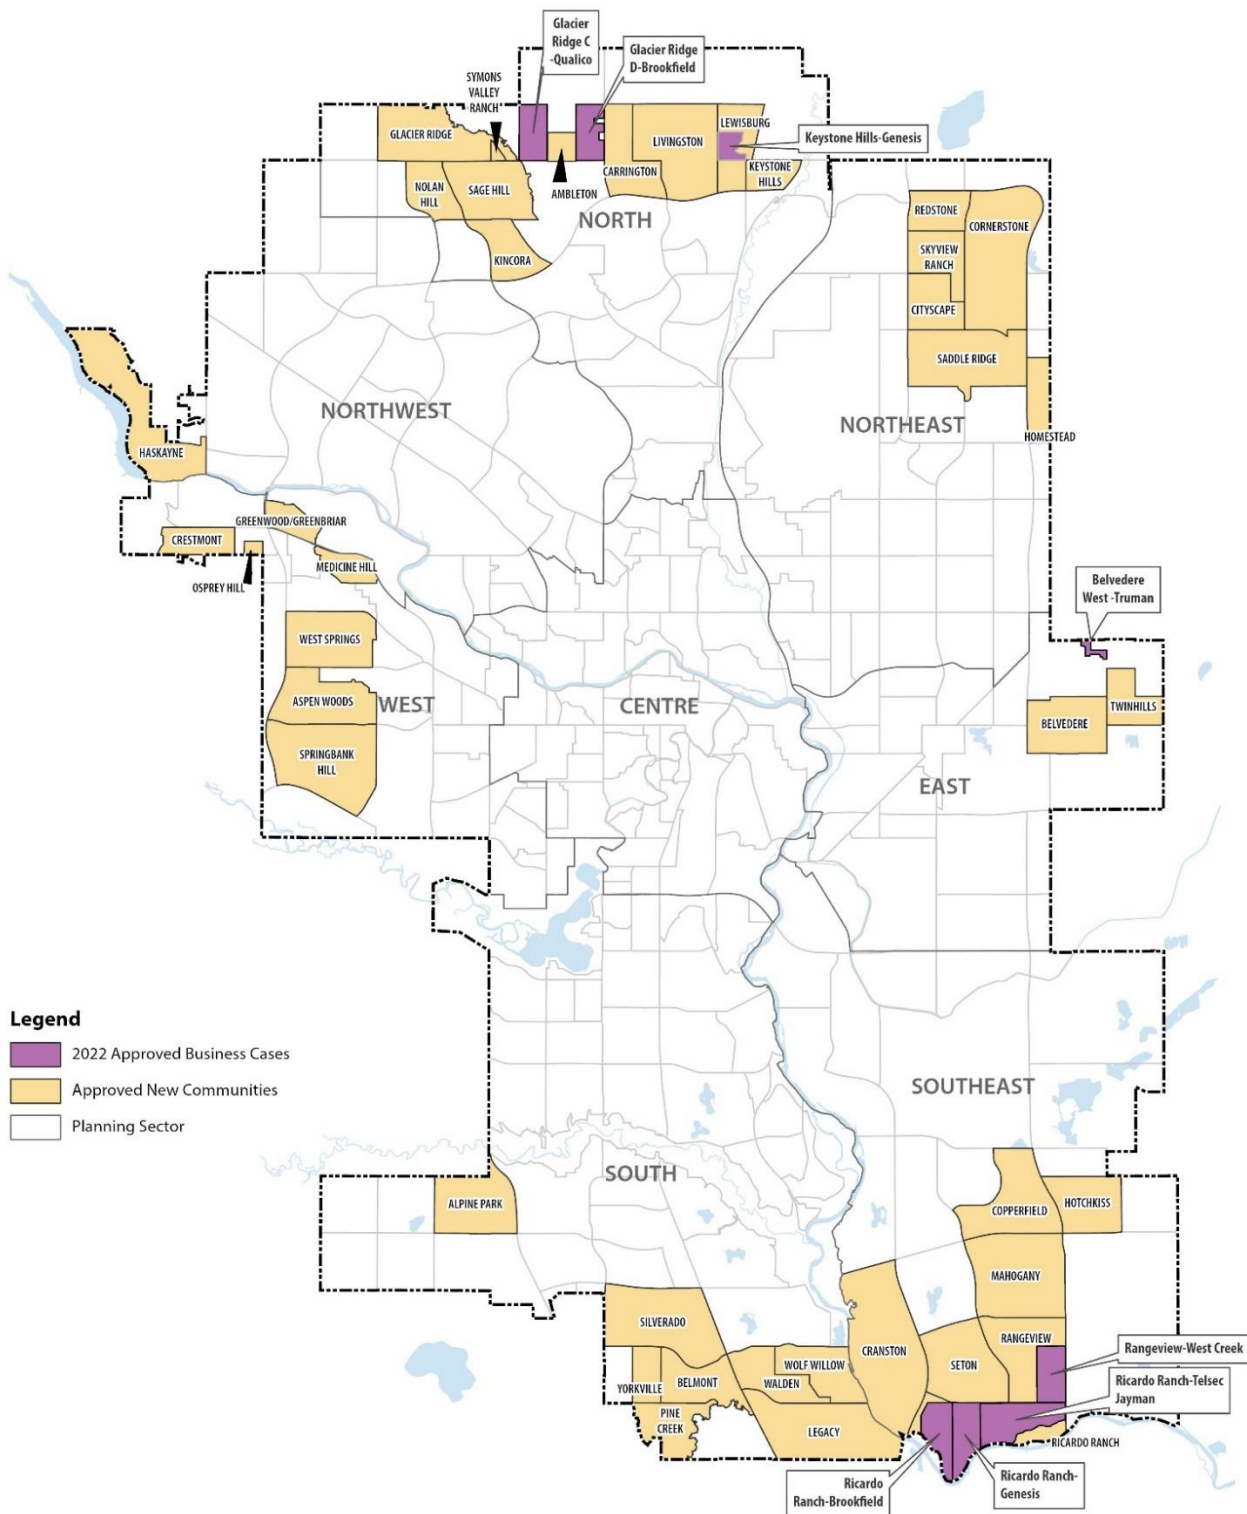 Glacier
Ridge C
-Qualico
Glacier Ridge
D-Brookfield
SYMONS
VALLEY
RANCH
GLACIER RIDGE
LEWISBURG
LIVINGSTON
Keystone Hills-Genesis
CARRINGTON
KEYSTONE
HILLS
NOLAN
HILL
SAGE HILL
AMBLETON
NORTH
KINCORA
REDSTONE
CORNERSTONE
SKYVIEW
RANCH
CITYSCAPE
SADDLE RIDGE
NORTHWEST
NORTHEAST
HOMESTEAD
HASKAYNE
GREENWOOD/GREENBRIAR
CRESTMONT
MEDICINE HILL
OSPREY HILL
Belvedere
West -Truman
WEST SPRINGS
ASPEN WOODS
WEST
CENTRE
TWINHILLS
BELVEDERE
SPRINGBANK
HILL
EAST
Legend
2022 Approved Business Cases
Approved New Communities
Planning Sector
SOUTHEAST
SOUTH
ALPINE PARK
COPPERFIELD
HOTCHKISS
MAHOGANY
SILVERADO
RANGEVIEW
CRANSTON
SETON
Rangeview-West Creek
WOLF WILLOW
YORKVILLE
BELMONT
WALDEN
Ricardo Ranch-Telsec
Jayman
PINE
CREEK
LEGACY
RICARDO RANCH
Ricardo
Ranch-Brookfield
Ricardo Ranch-
Genesis